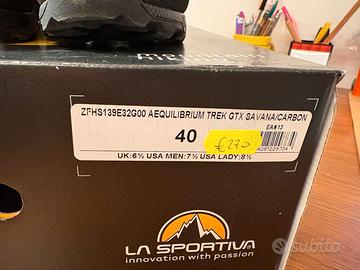 ZFHS139E32G00 AEQUILIBRIUM TREK GTX SAVANA/CARBON
EAN13
40
€270
UK:6½ USA MEN:7½ USA LADY:8½
LA SPORTIVA
innovation with passion
subito